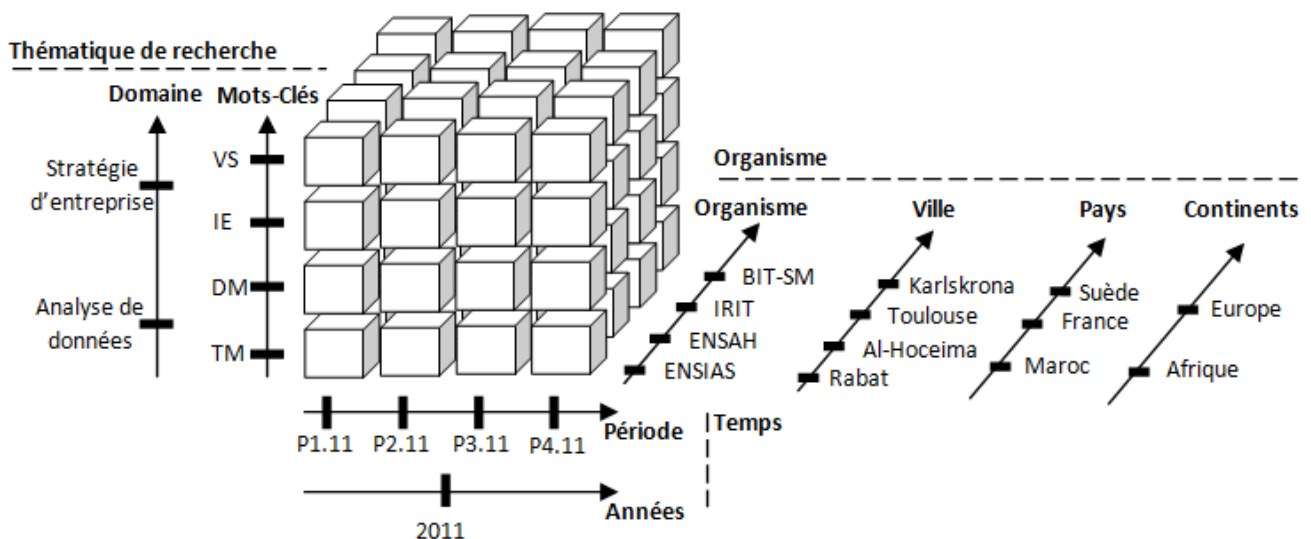 Thématique de recherche
Domaine
Mots-Clés
Stratégie
d'entreprise
Analyse de
données
VS
IE
DM
TM
Organisme
Organisme
Ville
Pays
Continents
BIT-SM
IRIT
ENSAH
ENSIAS
Karlskrona
Toulouse
Al-Hoceima
Rabat
Suède
France
Maroc
Europe
Afrique
P1.11
P2.11
P3.11
P4.11
Période
Temps
2011
Années